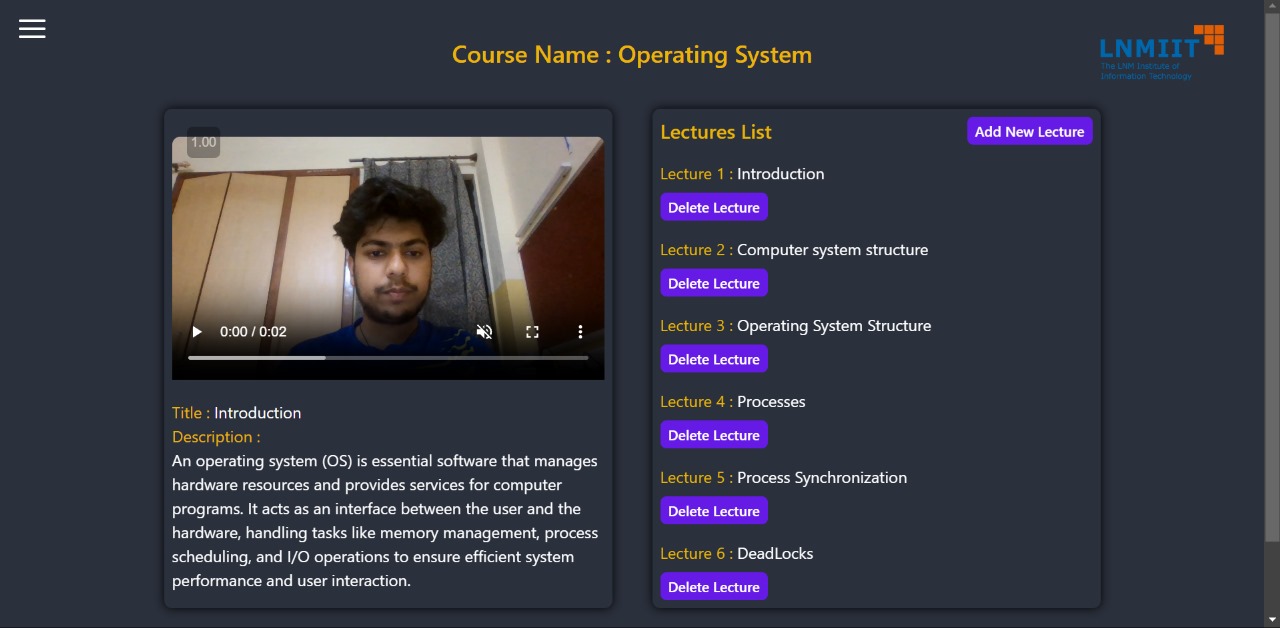 Course Name : Operating System
LNMIIT
The LNM Institute of
Information Technology
1.00
0:00 / 0:02
Title : Introduction
Description :
An operating system (OS) is essential software that manages
hardware resources and provides services for computer
programs. It acts as an interface between the user and the
hardware, handling tasks like memory management, process
scheduling, and I/O operations to ensure efficient system
performance and user interaction.
Lectures List
Add New Lecture
Lecture 1 : Introduction
Delete Lecture
Lecture 2 : Computer system structure
Delete Lecture
Lecture 3 : Operating System Structure
Delete Lecture
Lecture 4 : Processes
Delete Lecture
Lecture 5 : Process Synchronization
Delete Lecture
Lecture 6 : DeadLocks
Delete Lecture